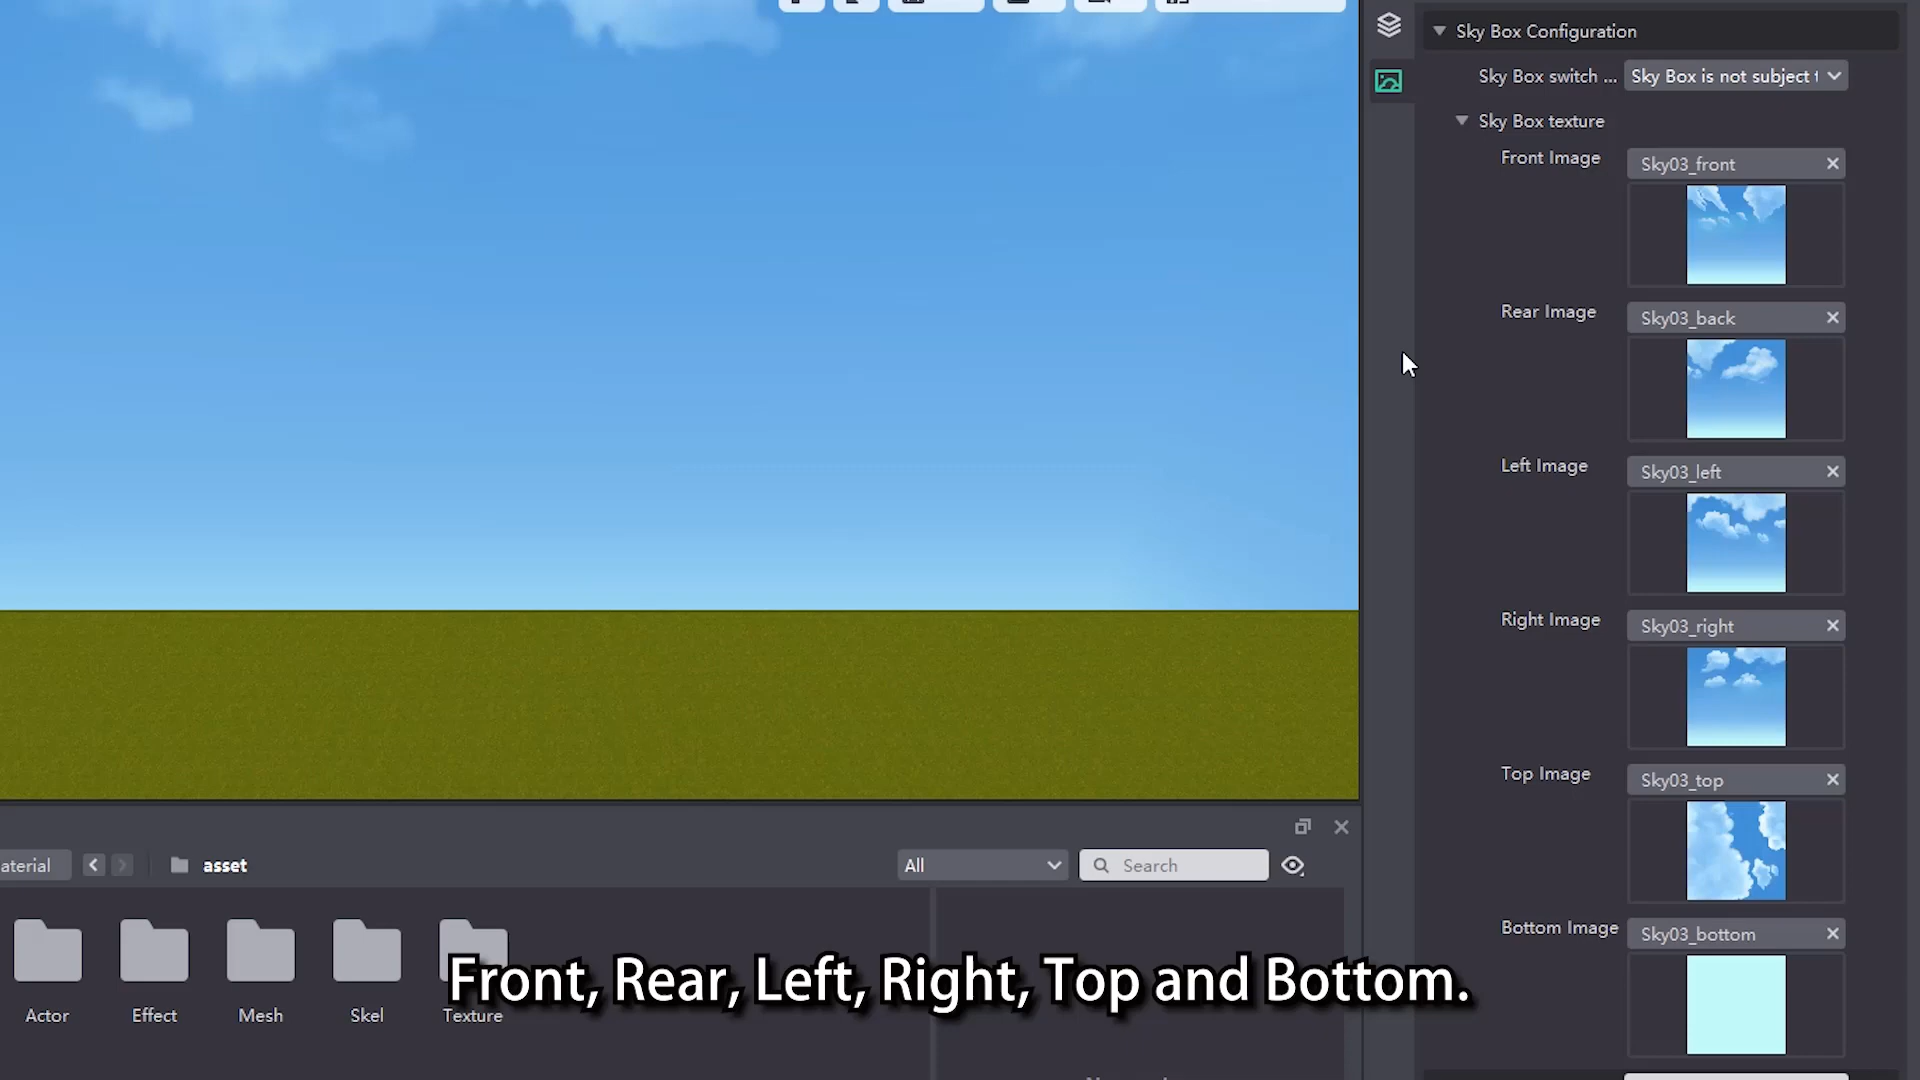 Sky Box Configuration
Sky Box switch ... Sky Box is not subject t
Sky Box texture
Front Image Sky03_front
Rear Image Sky03_back
Left Image Sky03_left
Right Image Sky03_right
Top Image Sky03_top
Bottom Image Sky03_bottom
aterial asset All Search
Actor Effect Mesh Skel Texture
Front, Rear, Left, Right, Top and Bottom.